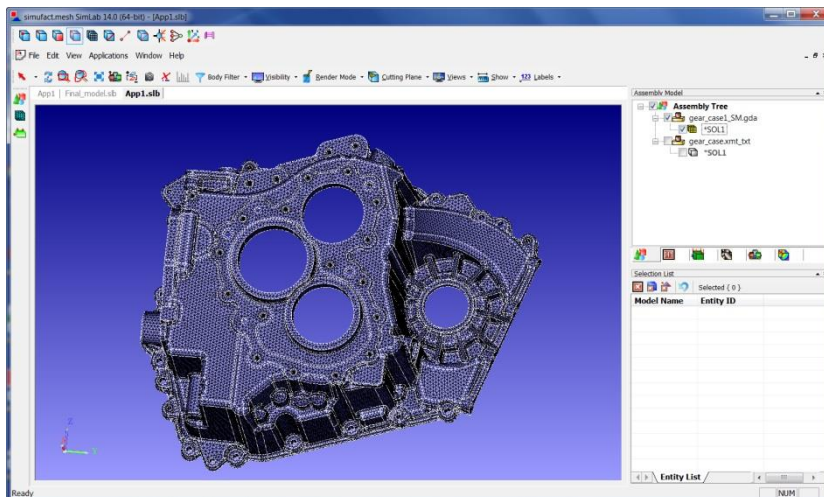 simufact.mesh SimLab 14.0 (64-bit) - [App1.slb]
File Edit View Applications Window Help
Body Filter Visibility Render Mode Cutting Plane Views Show 123 Labels
App1 Final_model.slb App1.slb
Assembly Model
Assembly Tree
gear_case1_SM.gda
*SOL1
gear_case.xmt_txt
*SOL1
Selection List
Selected ( 0 )
Model Name Entity ID
Entity List
Ready NUM